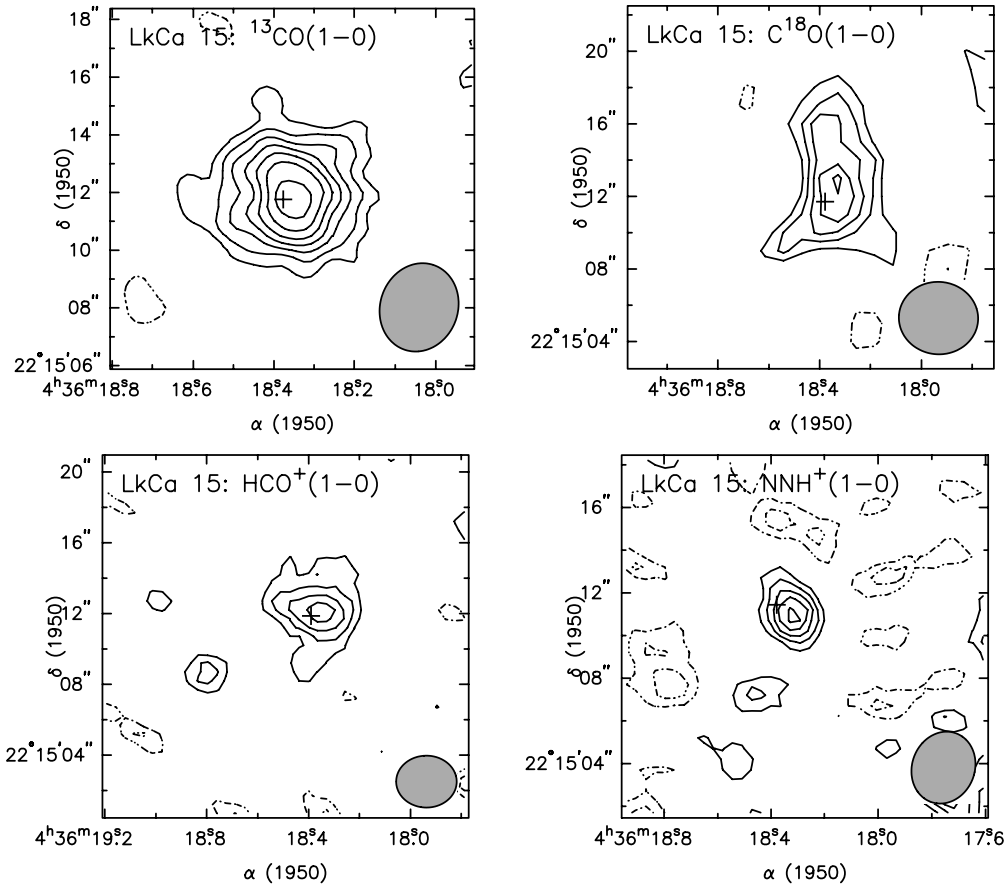 LkCa 15: ¹³CO(1−0)
18″
16″
14″
12″
10″
08″
22°15′06″
δ (1950)
4ʰ36ᵐ18ˢ.8 18ˢ.6 18ˢ.4 18ˢ.2 18ˢ.0
α (1950)
LkCa 15: C¹⁸O(1−0)
20″
16″
12″
08″
22°15′04″
δ (1950)
4ʰ36ᵐ18ˢ.8 18ˢ.4 18ˢ.0
α (1950)
LkCa 15: HCO⁺(1−0)
20″
16″
12″
08″
22°15′04″
δ (1950)
4ʰ36ᵐ19ˢ.2 18ˢ.8 18ˢ.4 18ˢ.0
α (1950)
LkCa 15: NNH⁺(1−0)
16″
12″
08″
22°15′04″
δ (1950)
4ʰ36ᵐ18ˢ.8 18ˢ.4 18ˢ.0 17ˢ.6
α (1950)